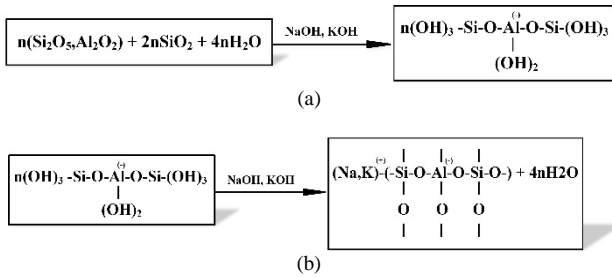 n(Si₂O₅,Al₂O₂) + 2nSiO₂ + 4nH₂O
NaOH, KOH
n(OH)₃ -Si-O-Al-O-Si-(OH)₃
(-)
(OH)₂
(a)
n(OH)₃ -Si-O-Al-O-Si-(OH)₃
(-)
(OH)₂
NaOH, KOH
(Na,K)-(-Si-O-Al-O-Si-O-) + 4nH2O
(+) (-)
O O O
(b)